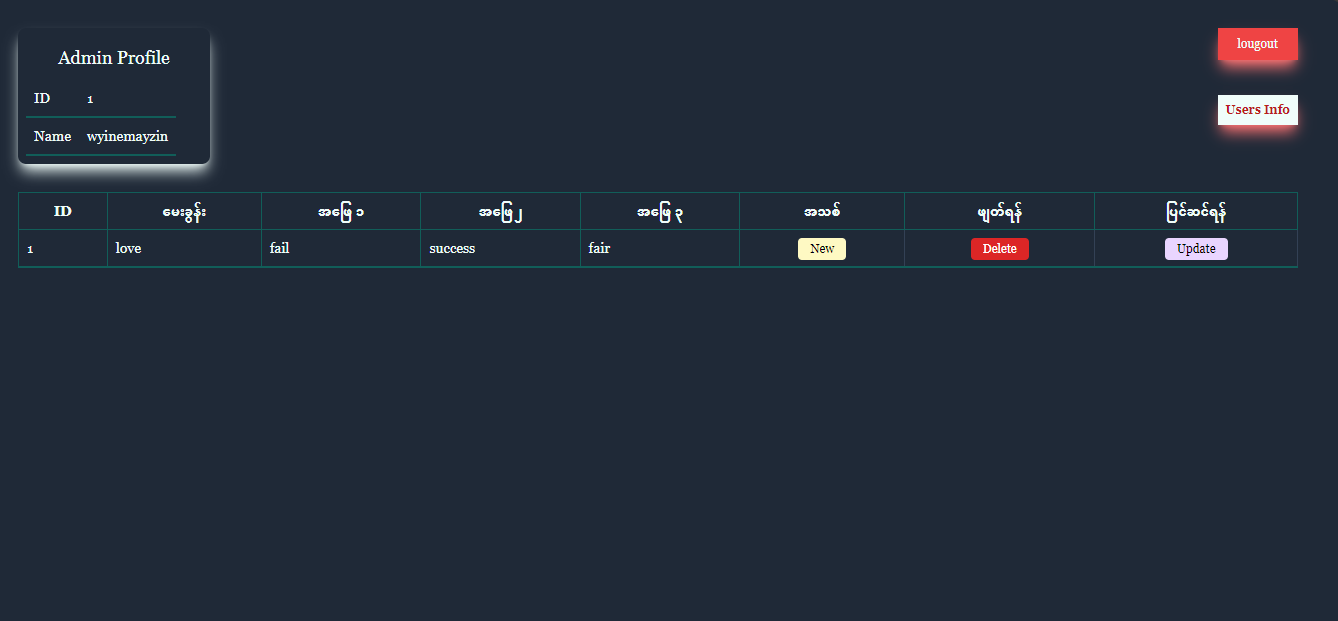 Admin Profile
lougout
ID 1
Users Info
Name wyinemayzin
ID မေးခွန်း အဖြေ ၁ အဖြေ၂ အဖြေ ၃ အသစ် ဖျတ်ရန် ပြင်ဆင်ရန်
1 love fail success fair New Delete Update